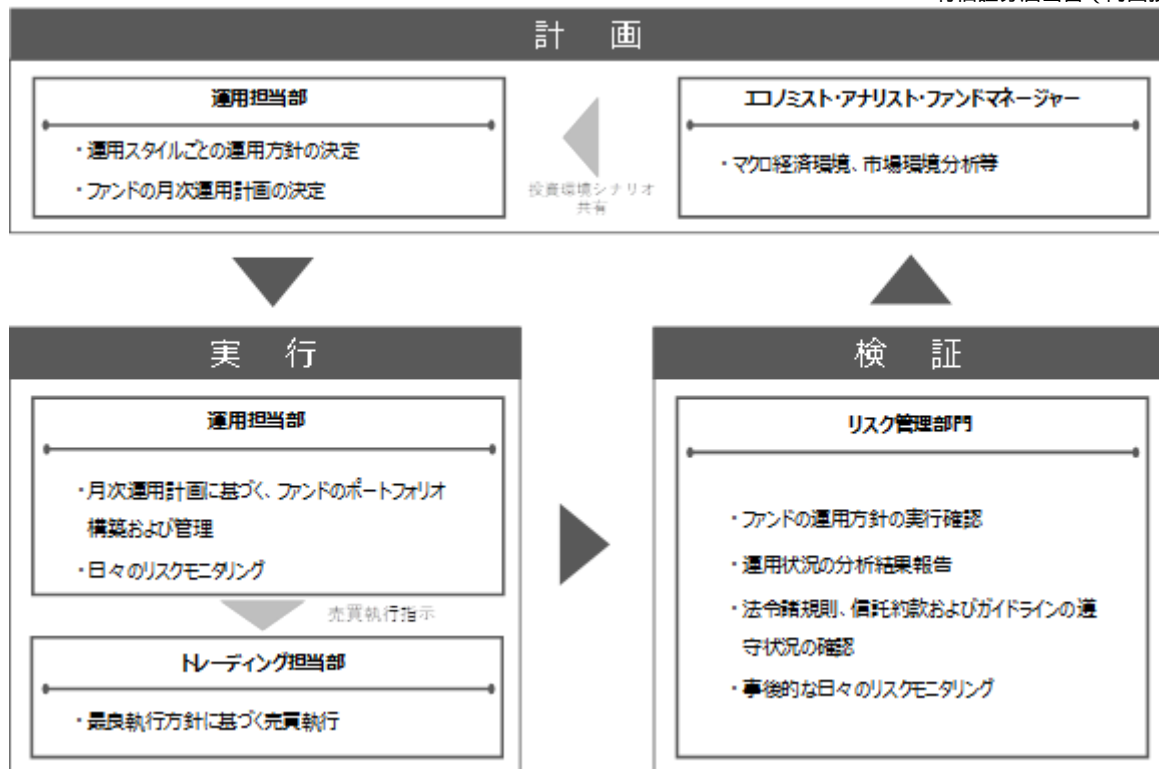 計 画
運用担当部
・運用スタイルごとの運用方針の決定
・ファンドの月次運用計画の決定
投資環境シナリオ
共有
エコノミスト・アナリスト・ファンドマネージャー
・マクロ経済環境、市場環境分析等
実 行
運用担当部
・月次運用計画に基づく、ファンドのポートフォリオ
構築および管理
・日々のリスクモニタリング
売買執行指示
トレーディング担当部
・最良執行方針に基づく売買執行
検 証
リスク管理部門
・ファンドの運用方針の実行確認
・運用状況の分析結果報告
・法令諸規則、信託約款およびガイドラインの遵
守状況の確認
・事後的な日々のリスクモニタリング